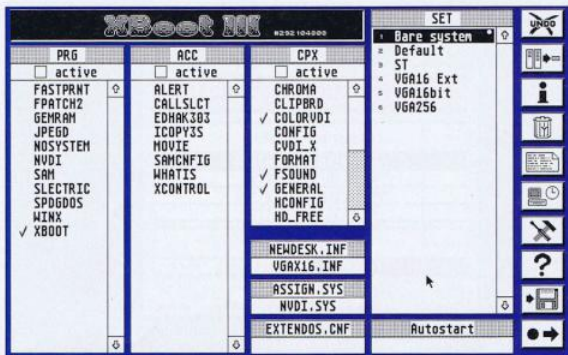 XBoot III #292104000
PRG
active
FASTPRNT
FPATCH2
GEMRAM
JPEGD
NOSYSTEM
NVDI
SAM
SLECTRIC
SPDGDOS
WINX
✓ XBOOT
ACC
active
ALERT
CALLSLCT
EDHAK303
ICOPY3S
MOVIE
SAMCNFIG
WHATIS
XCONTROL
CPX
active
CHROMA
CLIPBRD
✓ COLORVDI
CONFIG
CVDI_X
FORMAT
✓ FSOUND
✓ GENERAL
MCONFIG
HD_FREE
NEWDESK.INF
VGAX16.INF
ASSIGN.SYS
NVDI.SYS
EXTENDOS.CNF
SET
1 Bare system
2 Default
3 ST
4 VGA16 Ext
5 VGA16bit
6 VGA256
Autostart
UNDO